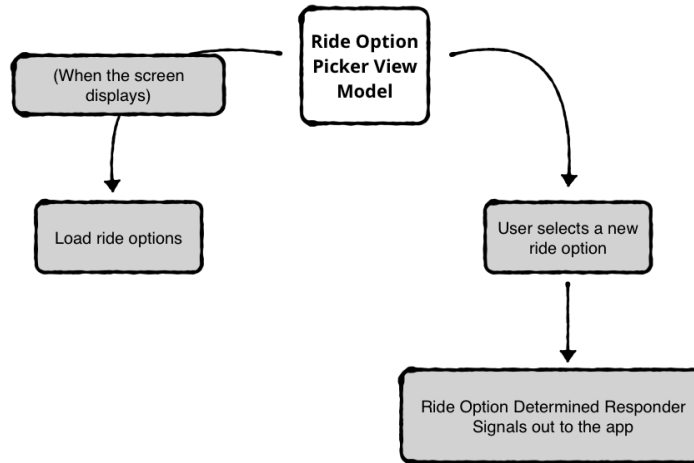 Ride Option
Picker View
Model
(When the screen
displays)
Load ride options
User selects a new
ride option
Ride Option Determined Responder
Signals out to the app